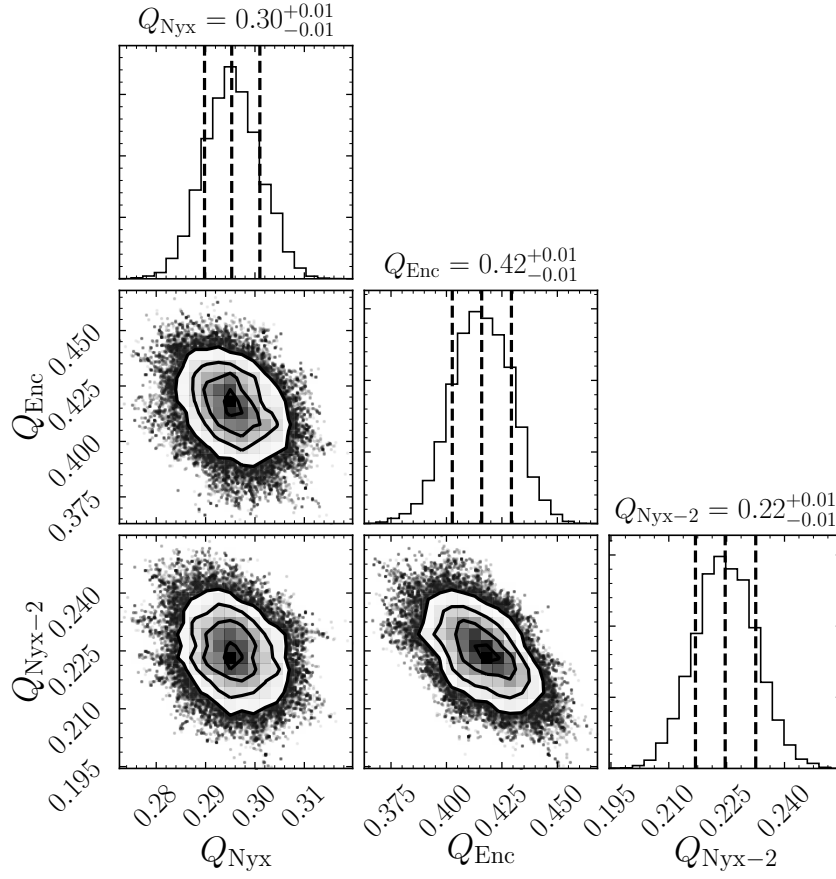 Q_Nyx = 0.30^{+0.01}_{-0.01}
Q_Enc = 0.42^{+0.01}_{-0.01}
0.450
0.425
0.400
0.375
Q_Enc
Q_Nyx−2 = 0.22^{+0.01}_{-0.01}
0.240
0.225
0.210
0.195
Q_Nyx−2
0.28 0.29 0.30 0.31
0.375 0.400 0.425 0.450
0.195 0.210 0.225 0.240
Q_Nyx
Q_Enc
Q_Nyx−2